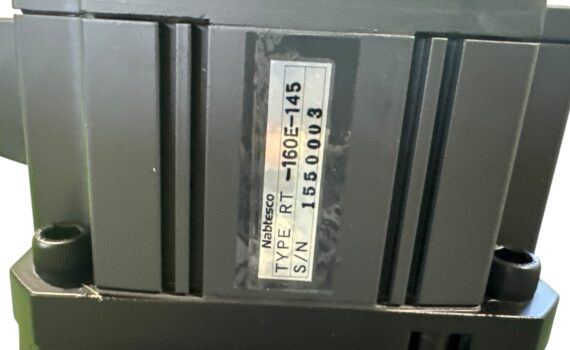 Nabtesco
TYPE RT -160E-145
S/N 1550003